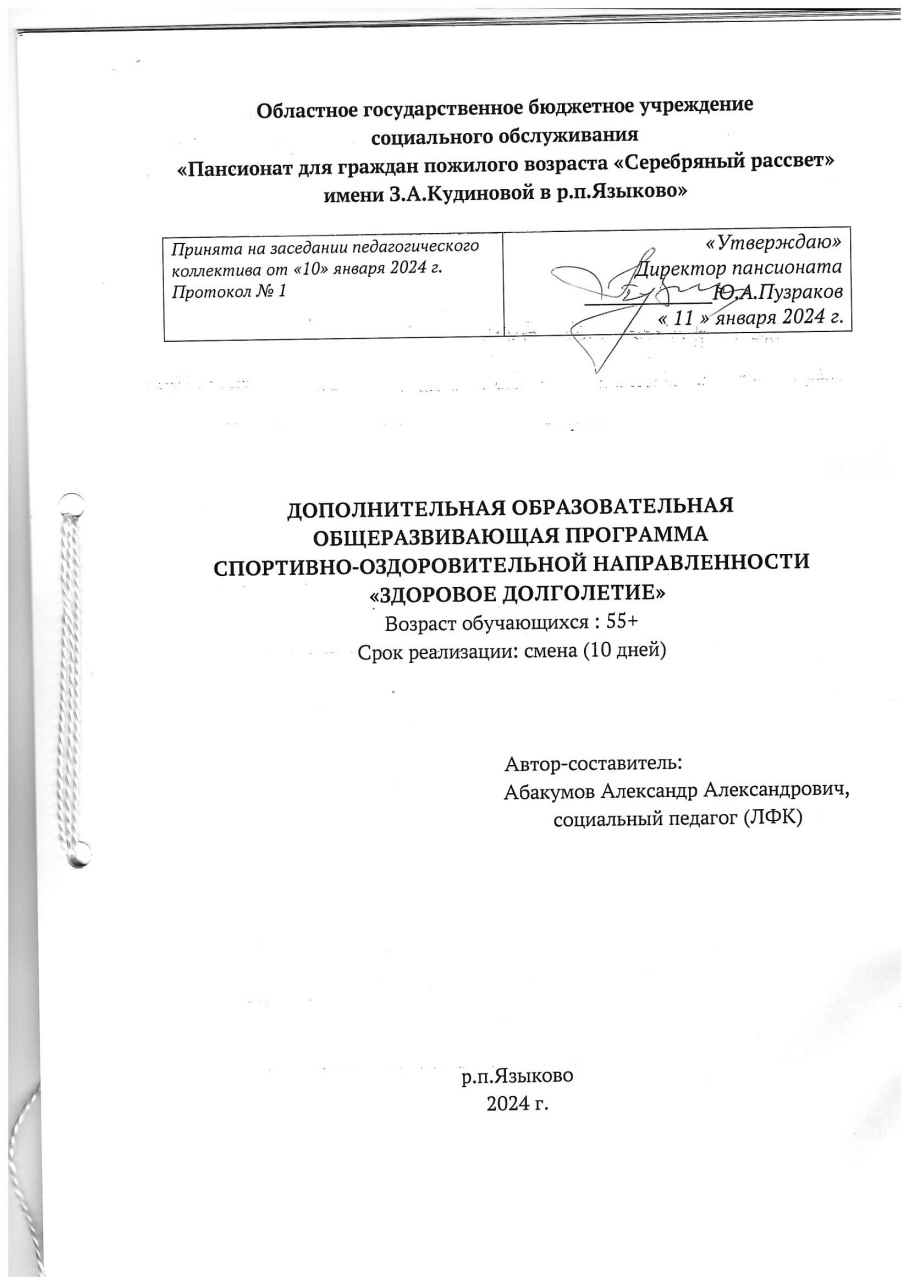 Областное государственное бюджетное учреждение
социального обслуживания
«Пансионат для граждан пожилого возраста «Серебряный рассвет»
имени З.А.Кудиновой в р.п.Языково»
Принята на заседании педагогического
коллектива от «10» января 2024 г.
Протокол № 1
«Утверждаю»
Директор пансионата
____________Ю.А.Пузраков
« 11 » января 2024 г.
ДОПОЛНИТЕЛЬНАЯ ОБРАЗОВАТЕЛЬНАЯ
ОБЩЕРАЗВИВАЮЩАЯ ПРОГРАММА
СПОРТИВНО-ОЗДОРОВИТЕЛЬНОЙ НАПРАВЛЕННОСТИ
«ЗДОРОВОЕ ДОЛГОЛЕТИЕ»
Возраст обучающихся : 55+
Срок реализации: смена (10 дней)
Автор-составитель:
Абакумов Александр Александрович,
социальный педагог (ЛФК)
р.п.Языково
2024 г.